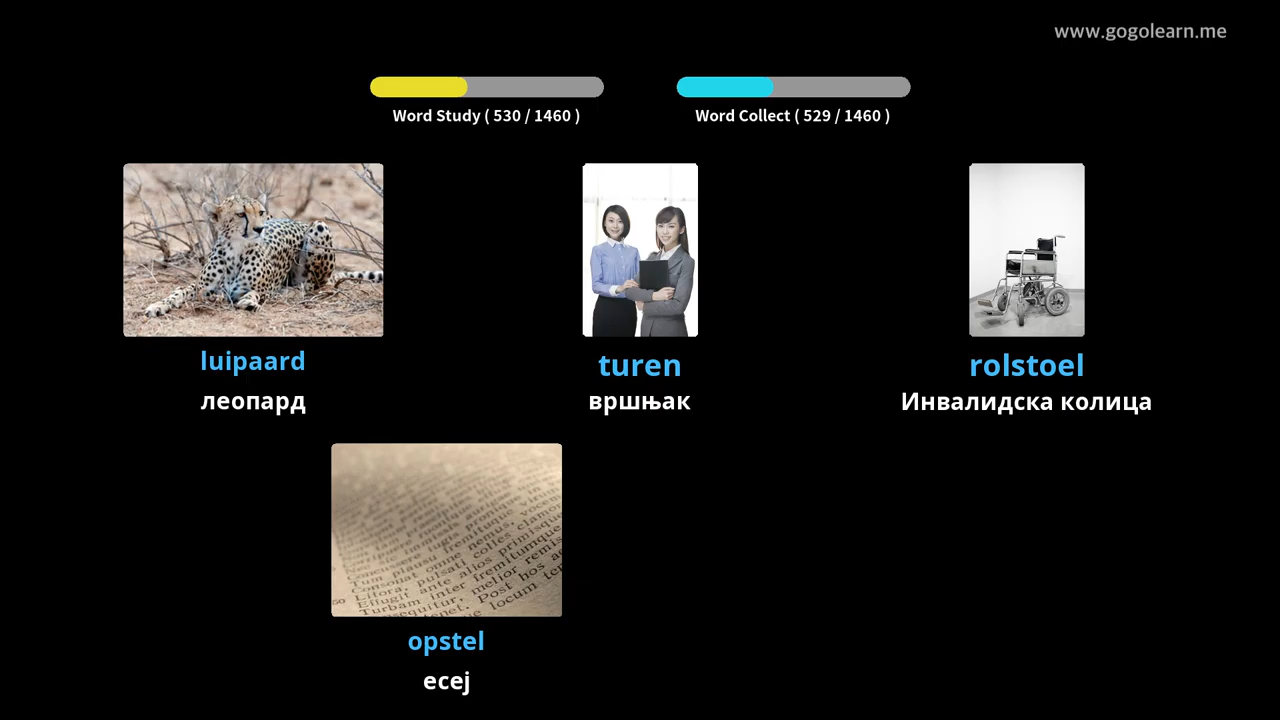 www.gogolearn.me
Word Study ( 530 / 1460 )
Word Collect ( 529 / 1460 )
luipaard
леопард
turen
вршњак
rolstoel
Инвалидска колица
opstel
есеј